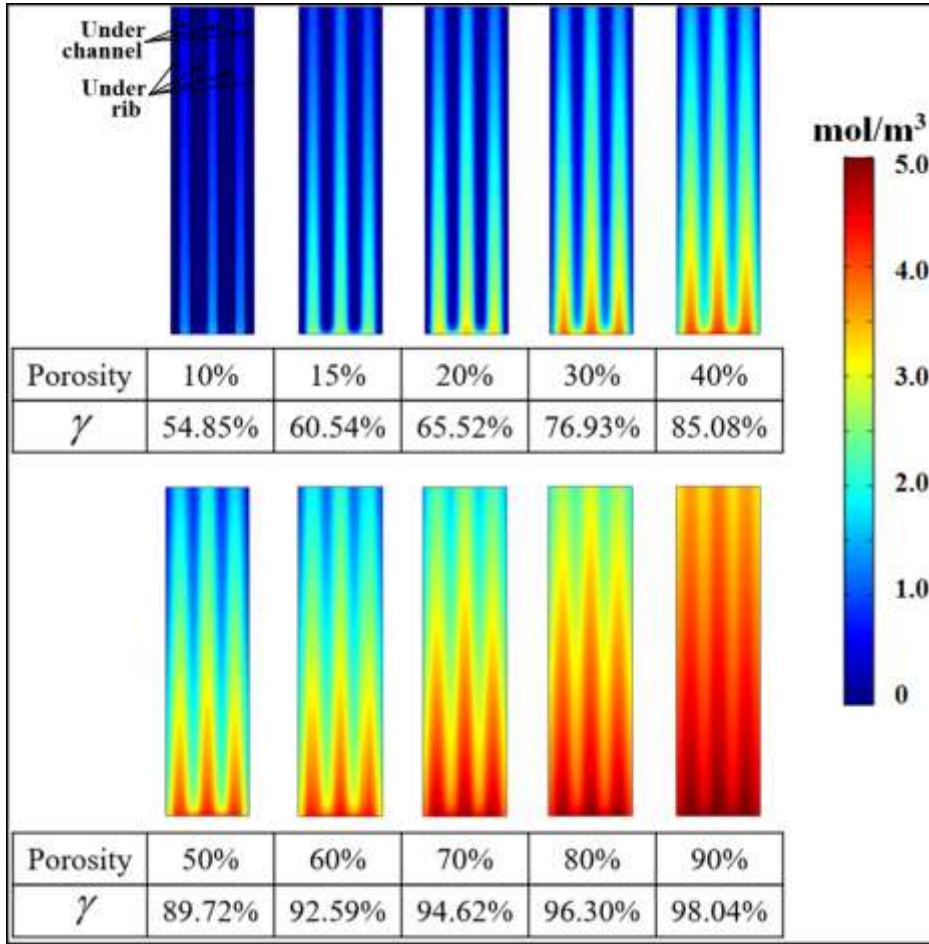 Under
channel
Under
rib
mol/m³
5.0
4.0
3.0
2.0
1.0
0
Porosity 10% 15% 20% 30% 40%
γ 54.85% 60.54% 65.52% 76.93% 85.08%
Porosity 50% 60% 70% 80% 90%
γ 89.72% 92.59% 94.62% 96.30% 98.04%